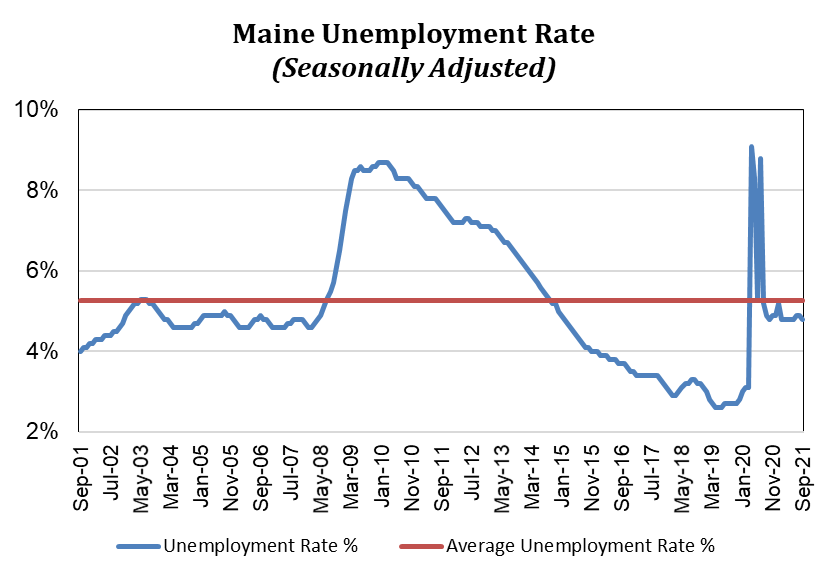 Maine Unemployment Rate
(Seasonally Adjusted)
10%
8%
6%
4%
2%
Sep-01
Jul-02
May-03
Mar-04
Jan-05
Nov-05
Sep-06
Jul-07
May-08
Mar-09
Jan-10
Nov-10
Sep-11
Jul-12
May-13
Mar-14
Jan-15
Nov-15
Sep-16
Jul-17
May-18
Mar-19
Jan-20
Nov-20
Sep-21
Unemployment Rate %
Average Unemployment Rate %